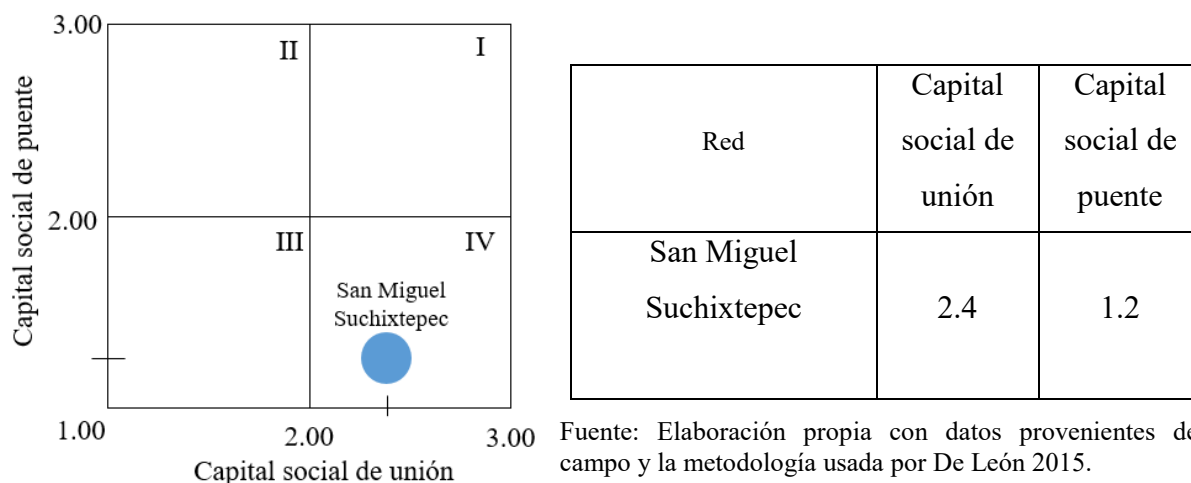 3.00
II
I
Capital social de puente
2.00
III
IV
San Miguel
Suchixtepec
1.00
2.00
3.00
Capital social de unión
Red
Capital
social de
unión
Capital
social de
puente
San Miguel
Suchixtepec
2.4
1.2
Fuente: Elaboración propia con datos provenientes de
campo y la metodología usada por De León 2015.